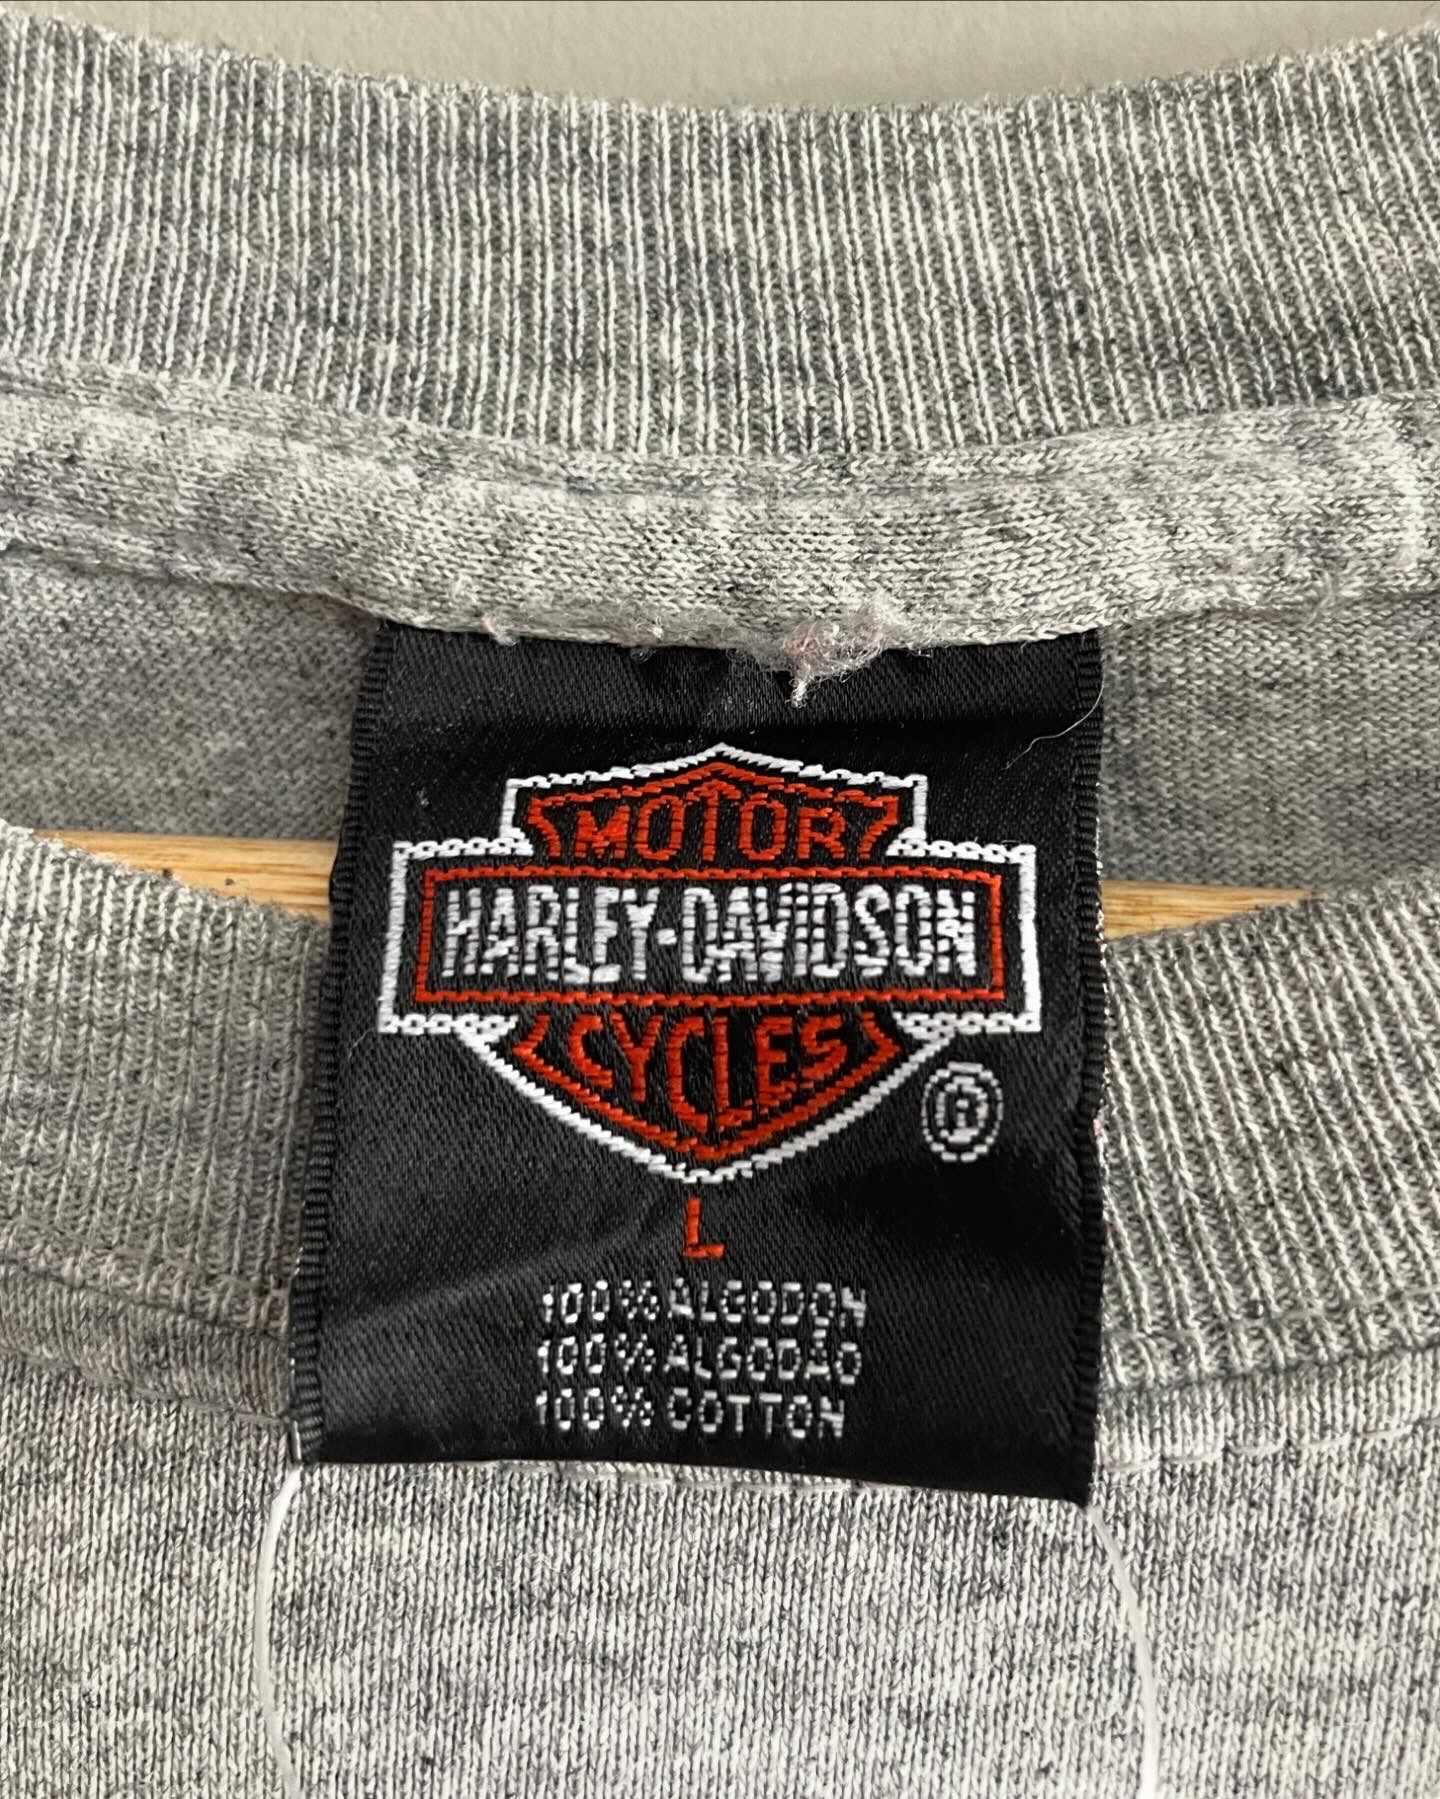 MOTOR
HARLEY-DAVIDSON
CYCLES
®
L
100% ALGODON
100% ALGODÃO
100% COTTON